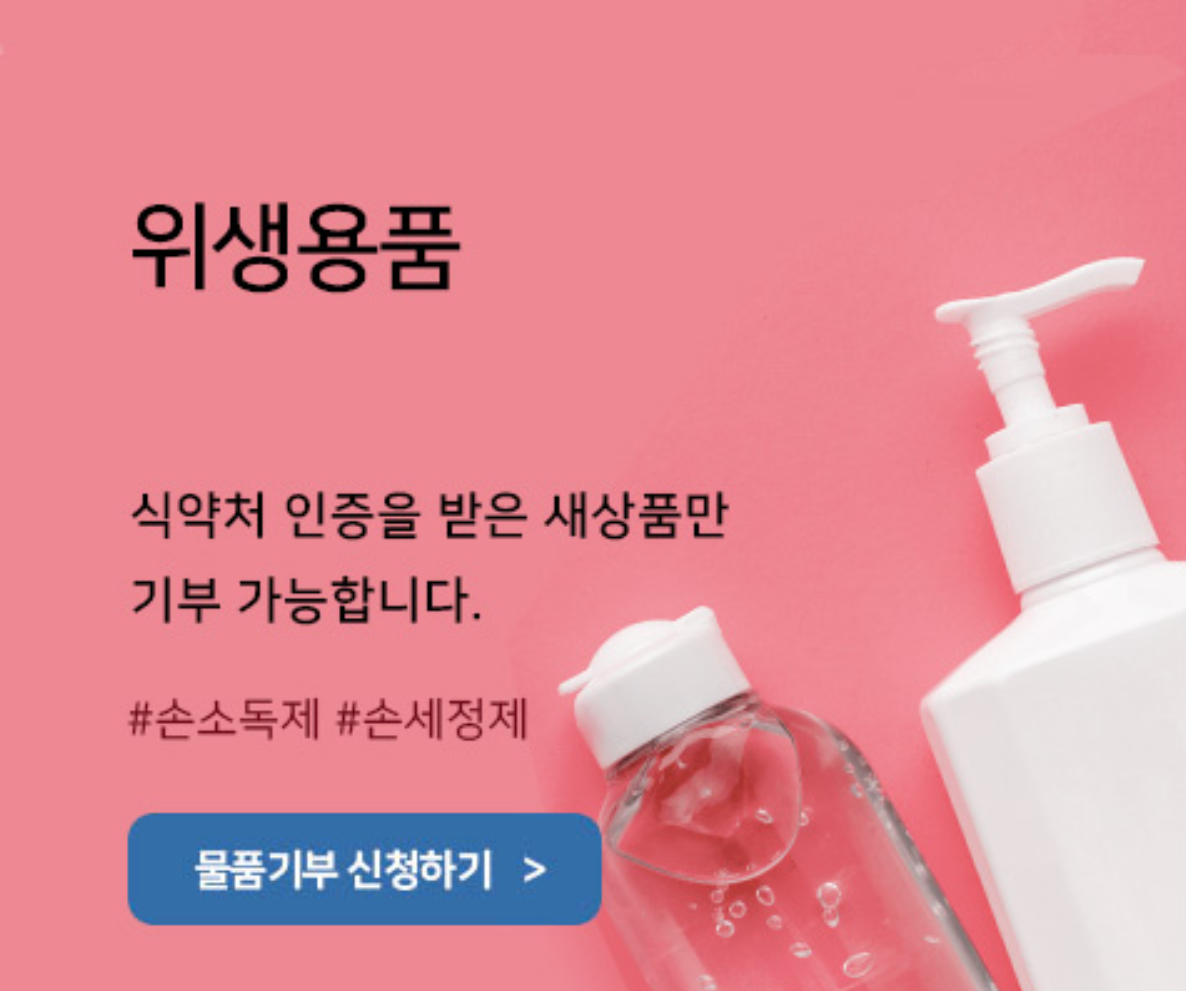 위생용품
식약처 인증을 받은 새상품만
기부 가능합니다.
#손소독제 #손세정제
물품기부 신청하기 >